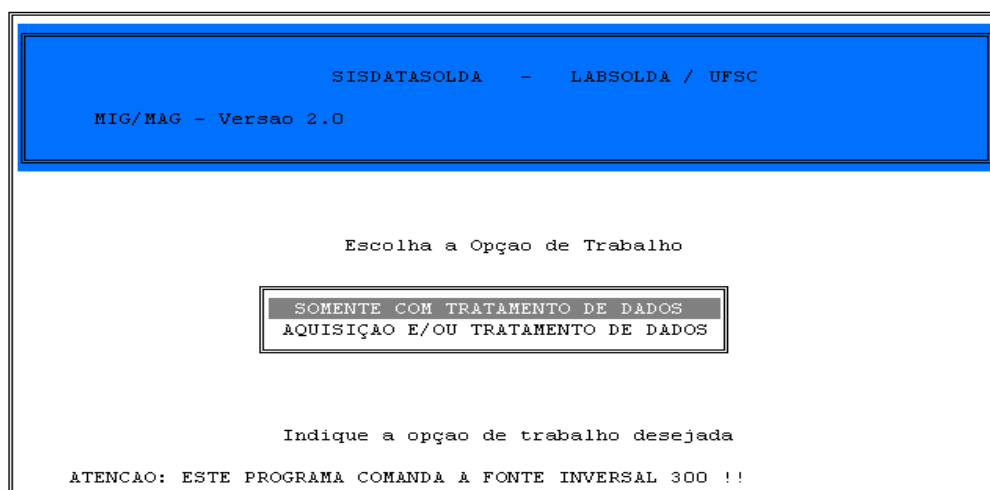 SISDATASOLDA - LABSOLDA / UFSC
MIG/MAG - Versao 2.0
Escolha a Opçao de Trabalho
SOMENTE COM TRATAMENTO DE DADOS
AQUISIÇAO E/OU TRATAMENTO DE DADOS
Indique a opçao de trabalho desejada
ATENCAO: ESTE PROGRAMA COMANDA A FONTE INVERSAL 300 !!